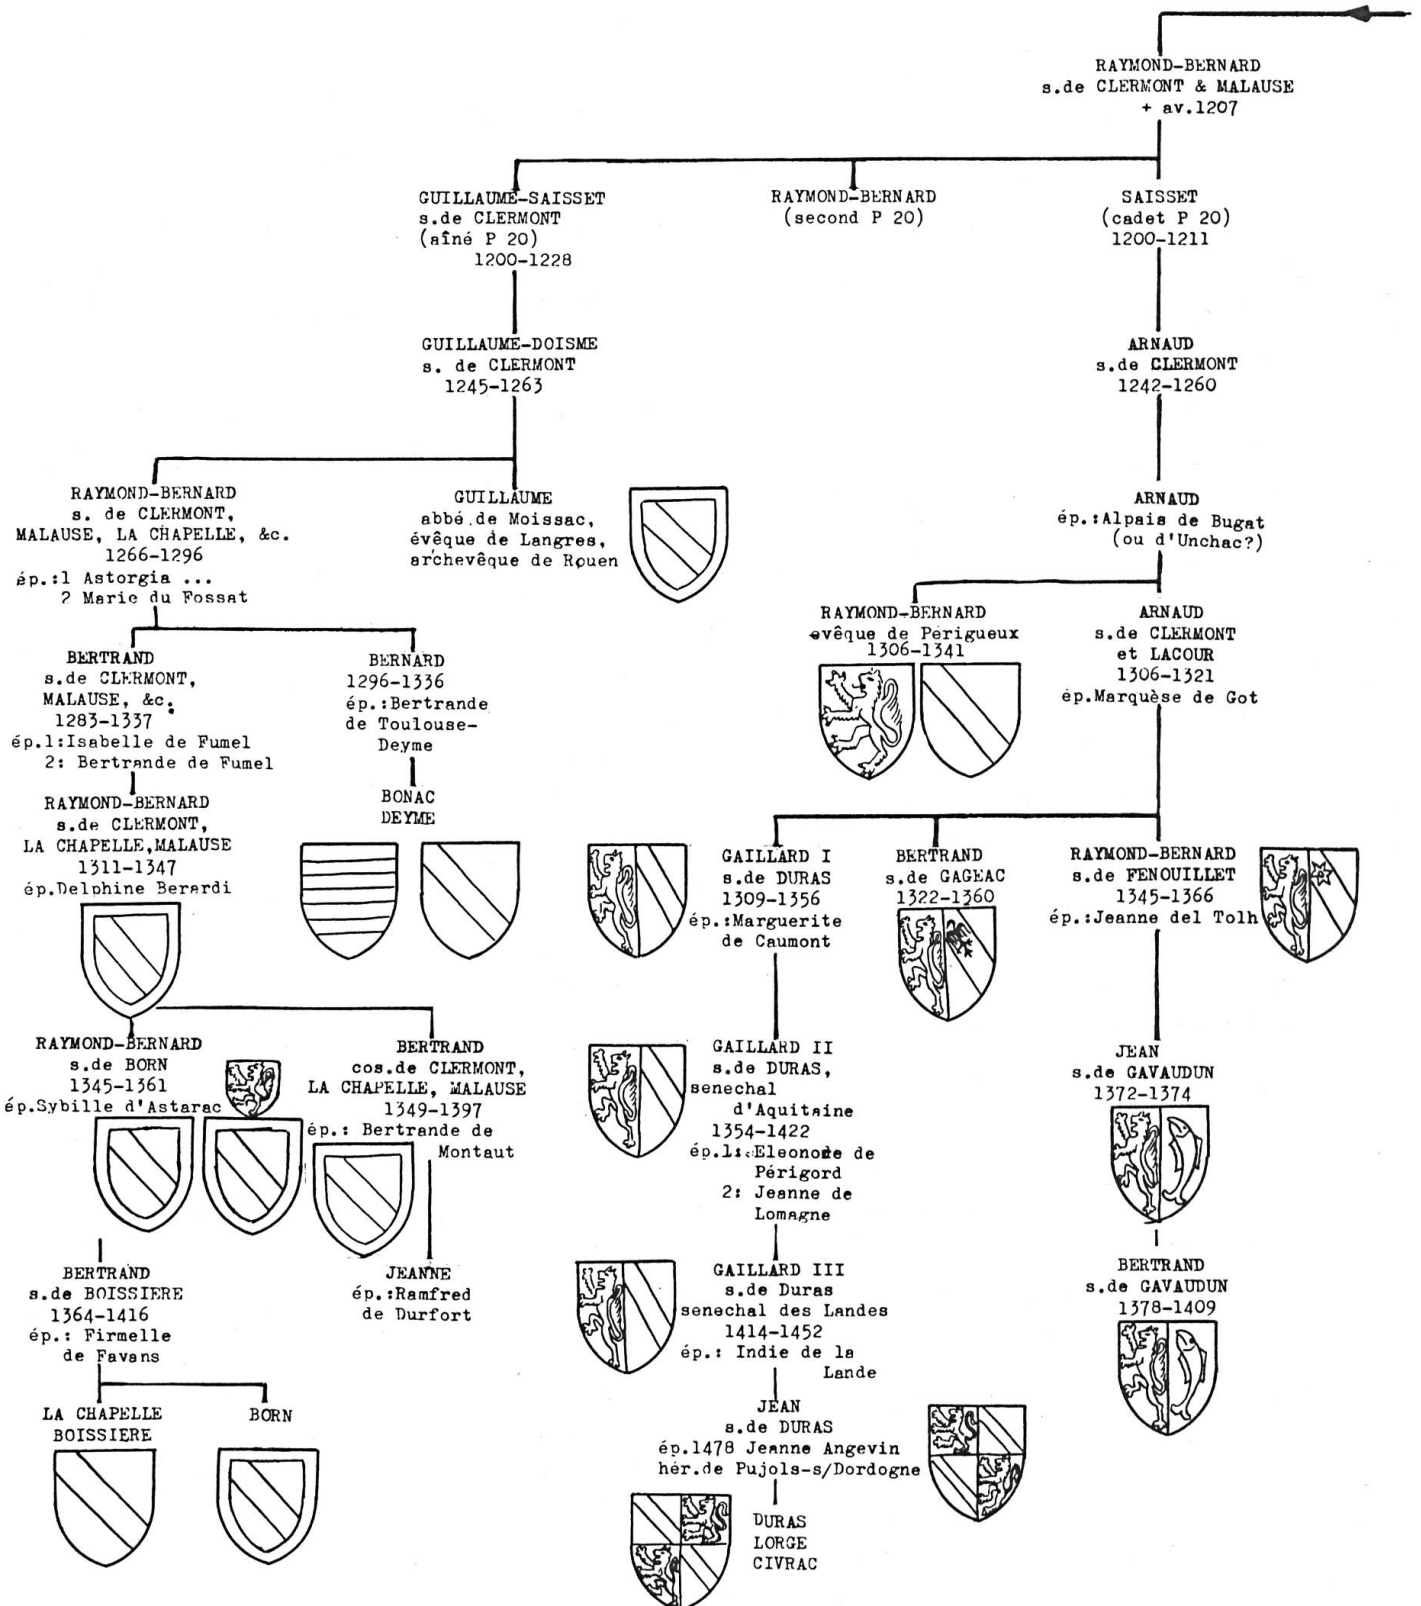 RAYMOND-BERNARD
s.de CLERMONT & MALAUSE
+ av.1207
GUILLAUME-SAISSET
s.de CLERMONT
(aîné P 20)
1200-1228
RAYMOND-BERNARD
(second P 20)
SAISSET
(cadet P 20)
1200-1211
GUILLAUME-DOISME
s. de CLERMONT
1245-1263
ARNAUD
s.de CLERMONT
1242-1260
RAYMOND-BERNARD
s. de CLERMONT,
MALAUSE, LA CHAPELLE, &c.
1266-1296
ép.:1 Astorgia ...
2 Marie du Fossat
GUILLAUME
abbé de Moissac,
évêque de Langres,
archevêque de Rouen
ARNAUD
ép.:Alpais de Bugat
(ou d'Unchac?)
RAYMOND-BERNARD
evêque de Périgueux
1306-1341
ARNAUD
s.de CLERMONT
et LACOUR
1306-1321
ép.Marquèse de Got
BERTRAND
s.de CLERMONT,
MALAUSE, &c.
1283-1337
ép.1:Isabelle de Fumel
2: Bertrande de Fumel
BERNARD
1296-1336
ép.:Bertrande
de Toulouse-
Deyme
RAYMOND-BERNARD
s.de CLERMONT,
LA CHAPELLE,MALAUSE
1311-1347
ép.Delphine Berardi
BONAC
DEYME
GAILLARD I
s.de DURAS
1309-1356
ép.:Marguerite
de Caumont
BERTRAND
s.de GAGEAC
1322-1360
RAYMOND-BERNARD
s.de FENOUILLET
1345-1366
ép.:Jeanne del Tolh
RAYMOND-BERNARD
s.de BORN
1345-1361
ép.Sybille d'Astarac
BERTRAND
cos.de CLERMONT,
LA CHAPELLE, MALAUSE
1349-1397
ép.: Bertrande de
Montaut
GAILLARD II
s.de DURAS,
senechal
d'Aquitaine
1354-1422
ép.1:Eleonore de
Périgord
2: Jeanne de
Lomagne
JEAN
s.de GAVAUDUN
1372-1374
BERTRAND
s.de BOISSIERE
1364-1416
ép.: Firmelle
de Favans
JEANNE
ép.:Ramfred
de Durfort
GAILLARD III
s.de Duras
senechal des Landes
1414-1452
ép.: Indie de la
Lande
BERTRAND
s.de GAVAUDUN
1378-1409
LA CHAPELLE
BOISSIERE
BORN
JEAN
s.de DURAS
ép.1478 Jeanne Angevin
hér.de Pujols-s/Dordogne
DURAS
LORGE
CIVRAC